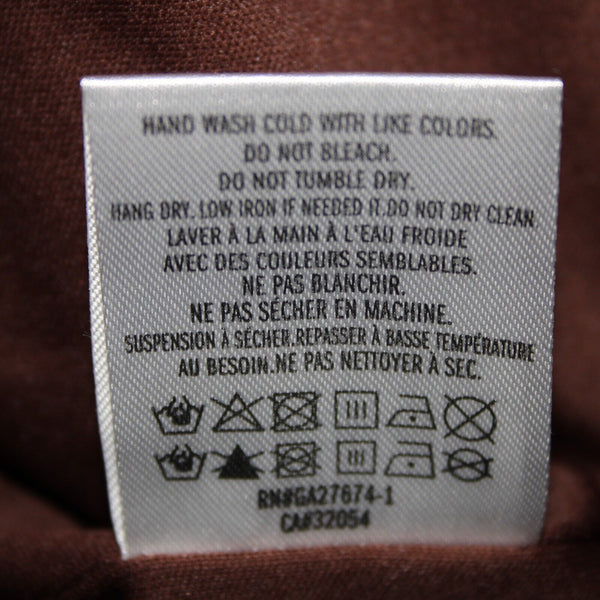 HAND WASH COLD WITH LIKE COLORS.
DO NOT BLEACH.
DO NOT TUMBLE DRY.
HANG DRY. LOW IRON IF NEEDED IT.DO NOT DRY CLEAN
LAVER À LA MAIN À L'EAU FROIDE
AVEC DES COULEURS SEMBLABLES.
NE PAS BLANCHIR.
NE PAS SÉCHER EN MACHINE.
SUSPENSION À SÉCHER.REPASSER À BASSE TEMPÉRATURE
AU BESOIN.NE PAS NETTOYER À SEC.
RN#GA27674-1
CA#32054